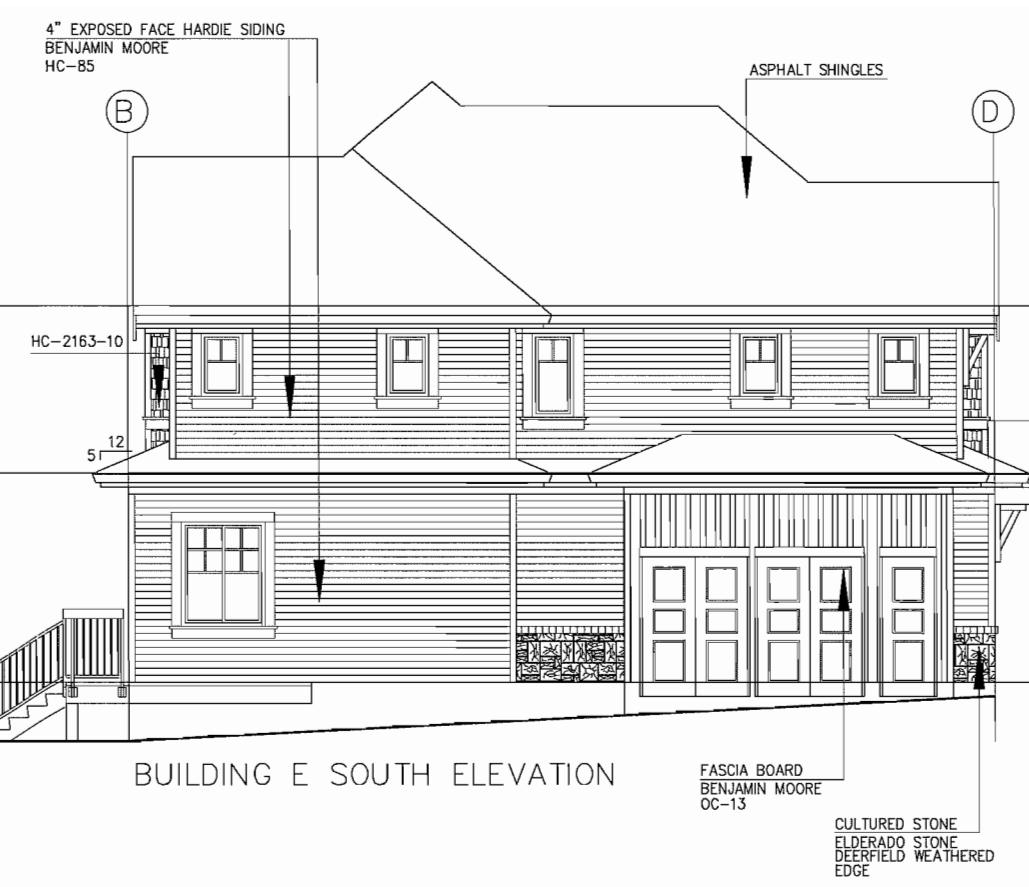 4" EXPOSED FACE HARDIE SIDING
BENJAMIN MOORE
HC-85
ASPHALT SHINGLES
B
D
HC-2163-10
12
5
BUILDING E SOUTH ELEVATION
FASCIA BOARD
BENJAMIN MOORE
OC-13
CULTURED STONE
ELDERADO STONE
DEERFIELD WEATHERED
EDGE